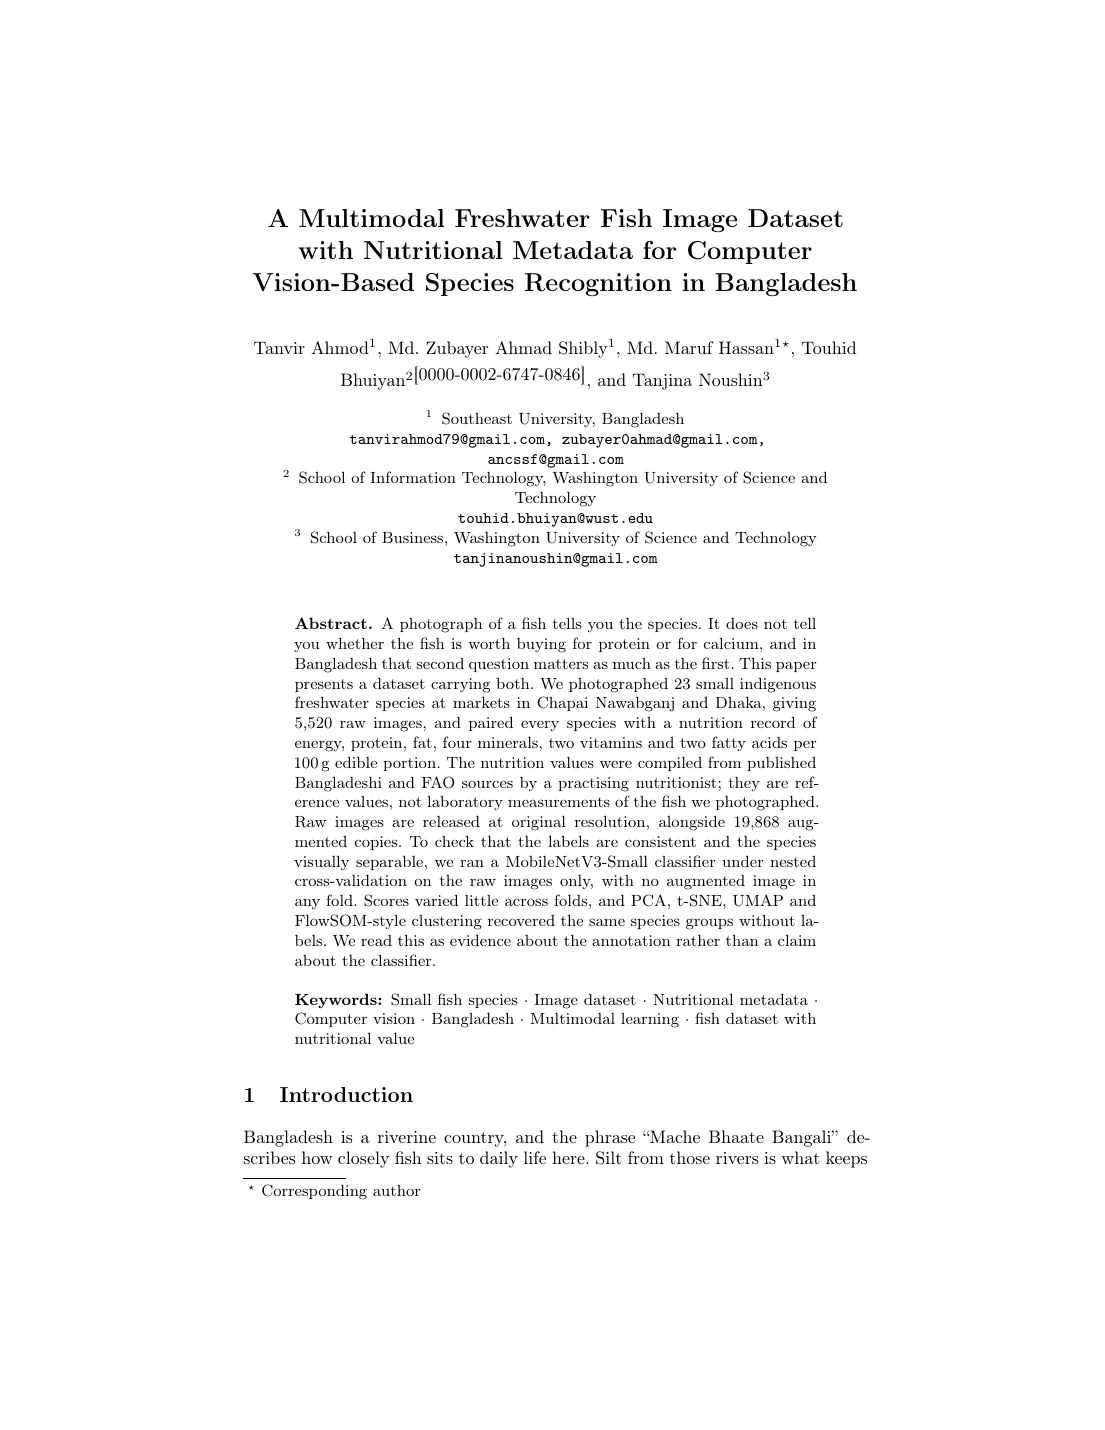 A Multimodal Freshwater Fish Image Dataset
with Nutritional Metadata for Computer
Vision-Based Species Recognition in Bangladesh
Tanvir Ahmod1, Md. Zubayer Ahmad Shibly1, Md. Maruf Hassan1⋆, Touhid
Bhuiyan2[0000-0002-6747-0846], and Tanjina Noushin3
1 Southeast University, Bangladesh
tanvirahmod79@gmail.com, zubayer0ahmad@gmail.com,
ancssf@gmail.com
2 School of Information Technology, Washington University of Science and
Technology
touhid.bhuiyan@wust.edu
3 School of Business, Washington University of Science and Technology
tanjinanoushin@gmail.com
Abstract. A photograph of a fish tells you the species. It does not tell
you whether the fish is worth buying for protein or for calcium, and in
Bangladesh that second question matters as much as the first. This paper
presents a dataset carrying both. We photographed 23 small indigenous
freshwater species at markets in Chapai Nawabganj and Dhaka, giving
5,520 raw images, and paired every species with a nutrition record of
energy, protein, fat, four minerals, two vitamins and two fatty acids per
100 g edible portion. The nutrition values were compiled from published
Bangladeshi and FAO sources by a practising nutritionist; they are ref-
erence values, not laboratory measurements of the fish we photographed.
Raw images are released at original resolution, alongside 19,868 aug-
mented copies. To check that the labels are consistent and the species
visually separable, we ran a MobileNetV3-Small classifier under nested
cross-validation on the raw images only, with no augmented image in
any fold. Scores varied little across folds, and PCA, t-SNE, UMAP and
FlowSOM-style clustering recovered the same species groups without la-
bels. We read this as evidence about the annotation rather than a claim
about the classifier.
Keywords: Small fish species · Image dataset · Nutritional metadata ·
Computer vision · Bangladesh · Multimodal learning · fish dataset with
nutritional value
1 Introduction
Bangladesh is a riverine country, and the phrase “Mache Bhaate Bangali” de-
scribes how closely fish sits to daily life here. Silt from those rivers is what keeps
⋆ Corresponding author